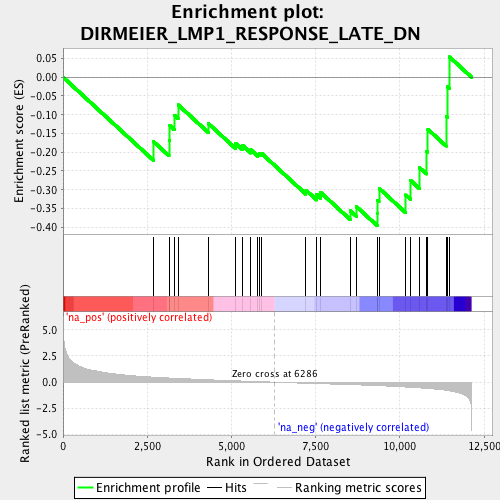 Enrichment plot:
DIRMEIER_LMP1_RESPONSE_LATE_DN
Enrichment score (ES)
0.05
0.00
-0.05
-0.10
-0.15
-0.20
-0.25
-0.30
-0.35
-0.40
'na_pos' (positively correlated)
Ranked list metric (PreRanked)
5.0
2.5
0.0
-2.5
-5.0
Zero cross at 6286
'na_neg' (negatively correlated)
0 2,500 5,000 7,500 10,000 12,500
Rank in Ordered Dataset
Enrichment profile Hits Ranking metric scores